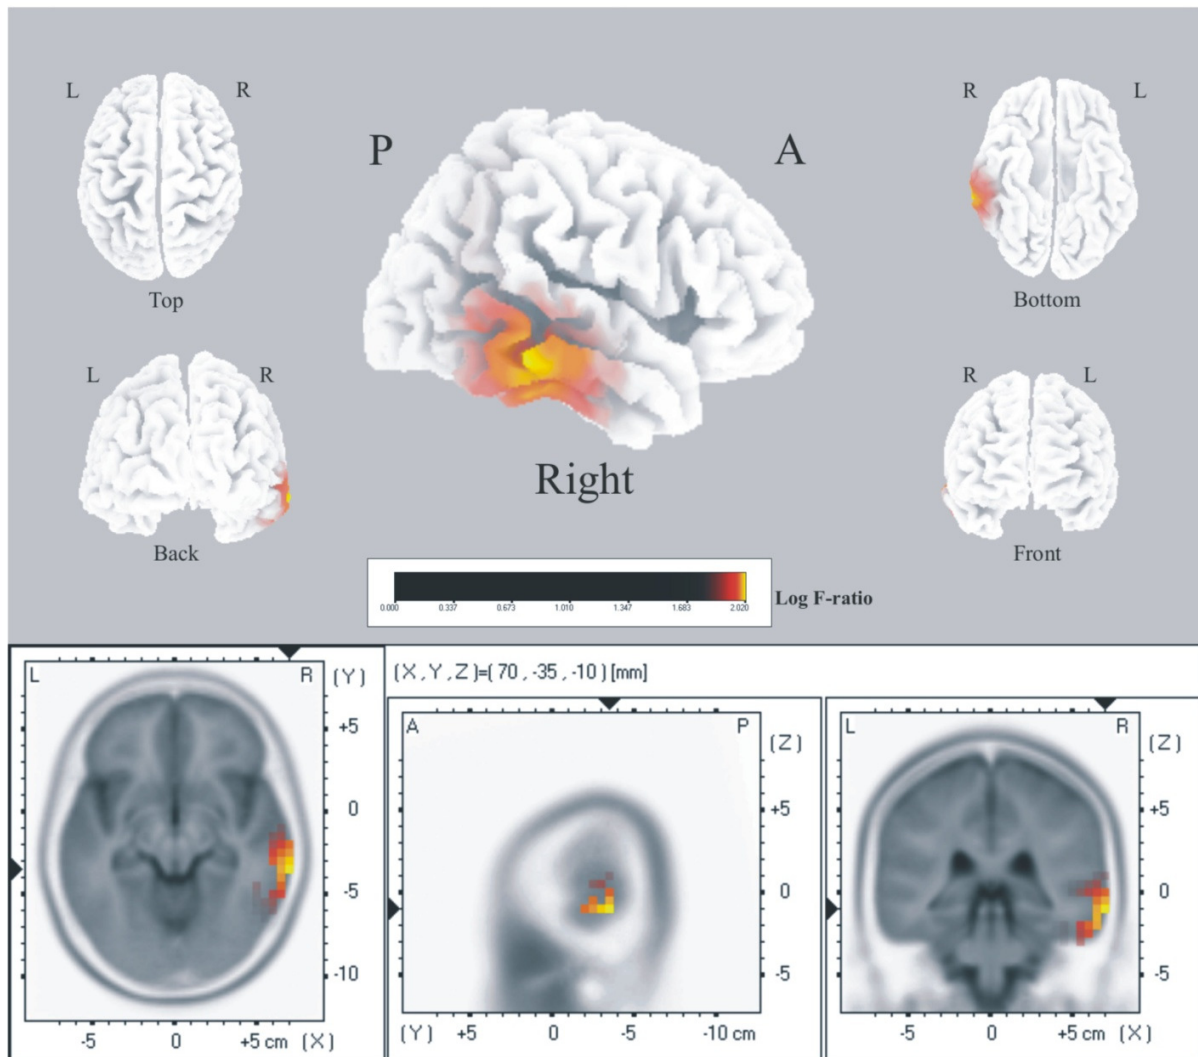 L R
R L
P A
Top
Bottom
L R
R L
Right
Back
Front
0.000 0.337 0.673 1.010 1.347 1.683 2.020
Log F-ratio
L R (Y)
+5
0
-5
-10
-5 0 +5 cm (X)
(X, Y, Z)=( 70 , -35 , -10 ) [mm]
A P (Z)
+5
0
-5
(Y) +5 0 -5 -10 cm
L R (Z)
+5
0
-5
-5 0 +5 cm (X)